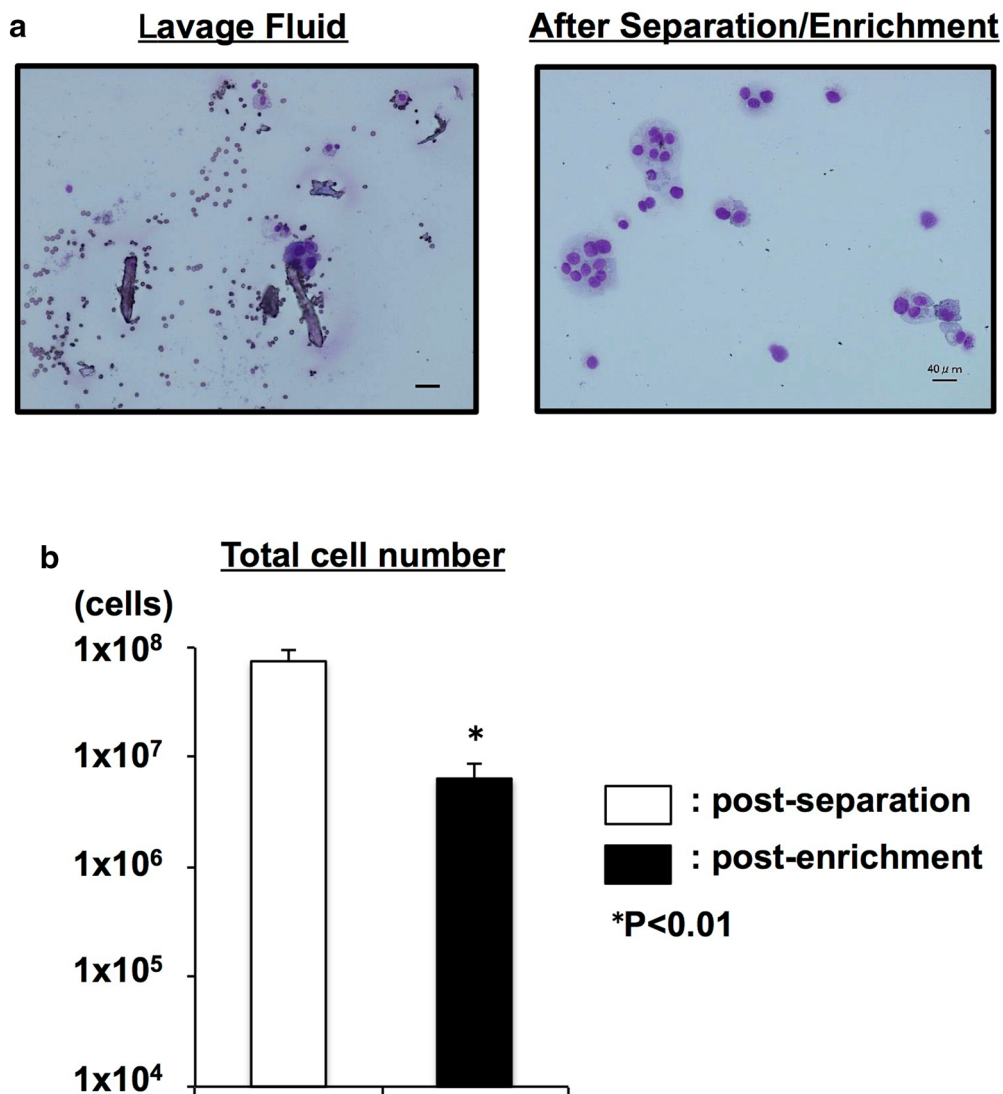 a
Lavage Fluid
After Separation/Enrichment
40 μm
b
Total cell number
(cells)
1x10⁸
1x10⁷
1x10⁶
1x10⁵
1x10⁴
*
: post-separation
: post-enrichment
*P<0.01